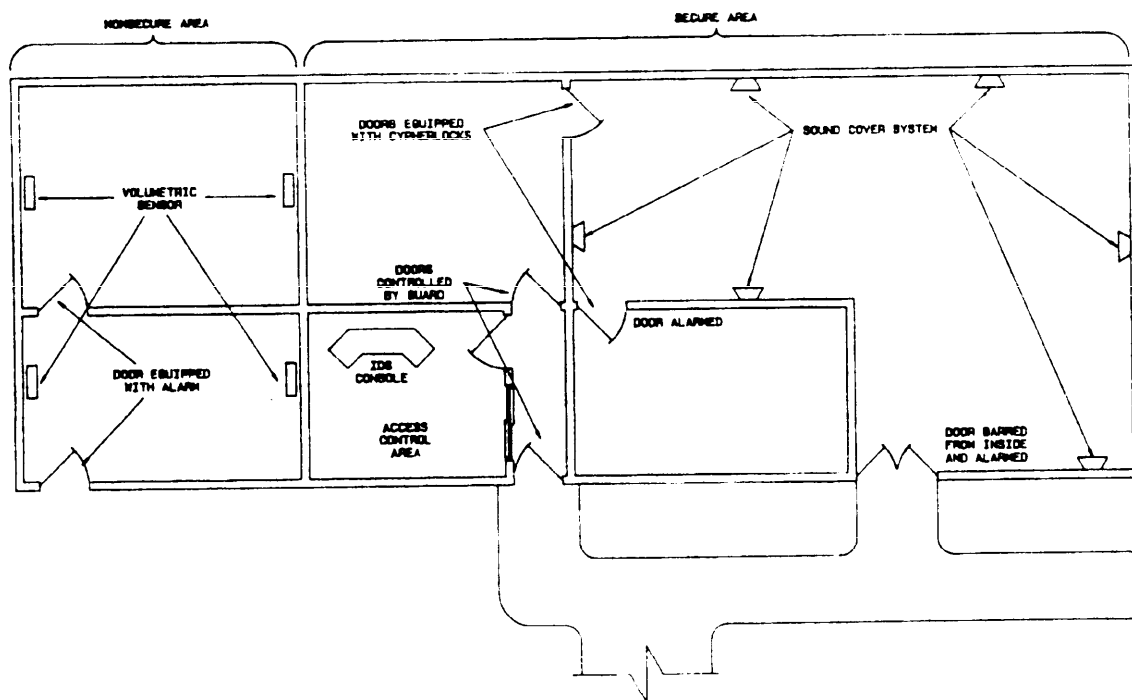 NONSECURE AREA
SECURE AREA
DOORS EQUIPPED
WITH CYPHERLOCKS
SOUND COVER SYSTEM
VOLUMETRIC
SENSOR
DOORS
CONTROLLED
BY GUARD
DOOR ALARMED
IDS
CONSOLE
DOOR EQUIPPED
WITH ALARM
ACCESS
CONTROL
AREA
DOOR BARRED
FROM INSIDE
AND ALARMED